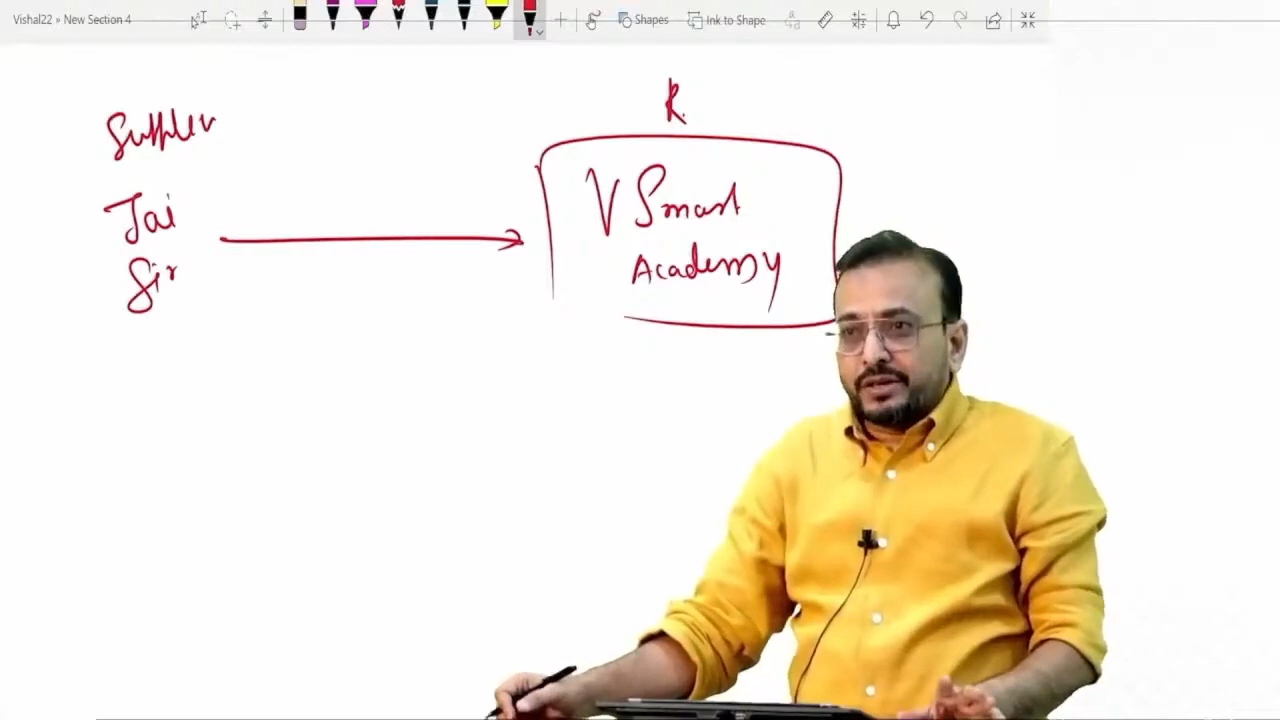 Vishal22 » New Section 4
Shapes
Ink to Shape
R
Supplier
V Smart
Academy
Jai
Sir